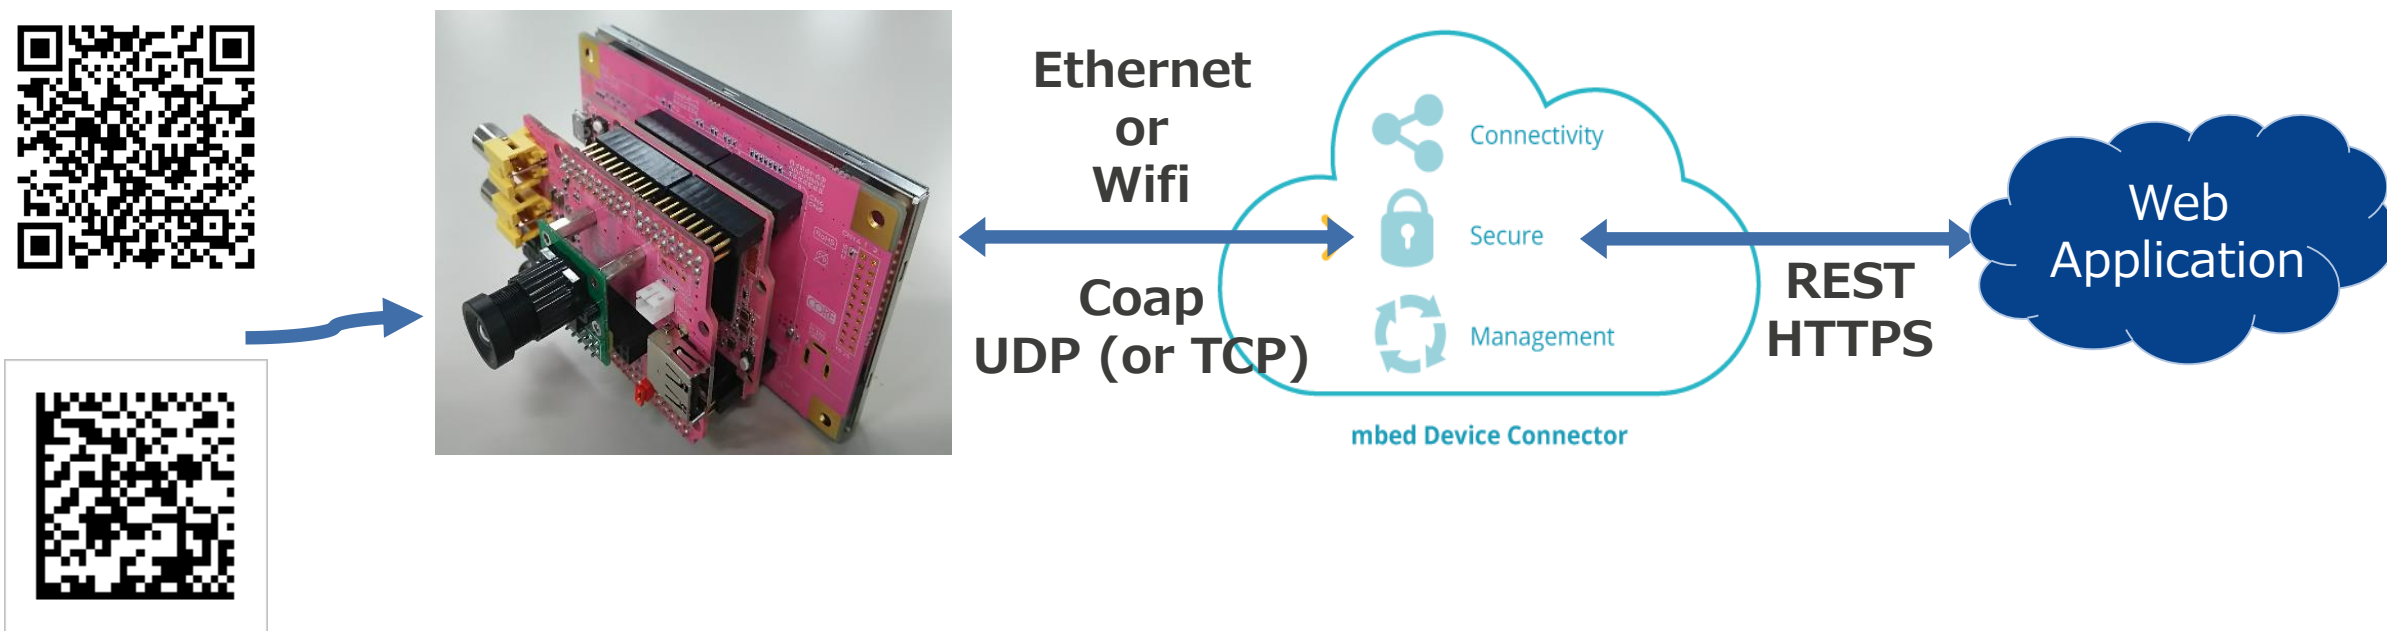 Ethernet
or
Wifi
Coap
UDP (or TCP)
Connectivity
Secure
Management
mbed Device Connector
REST
HTTPS
Web
Application